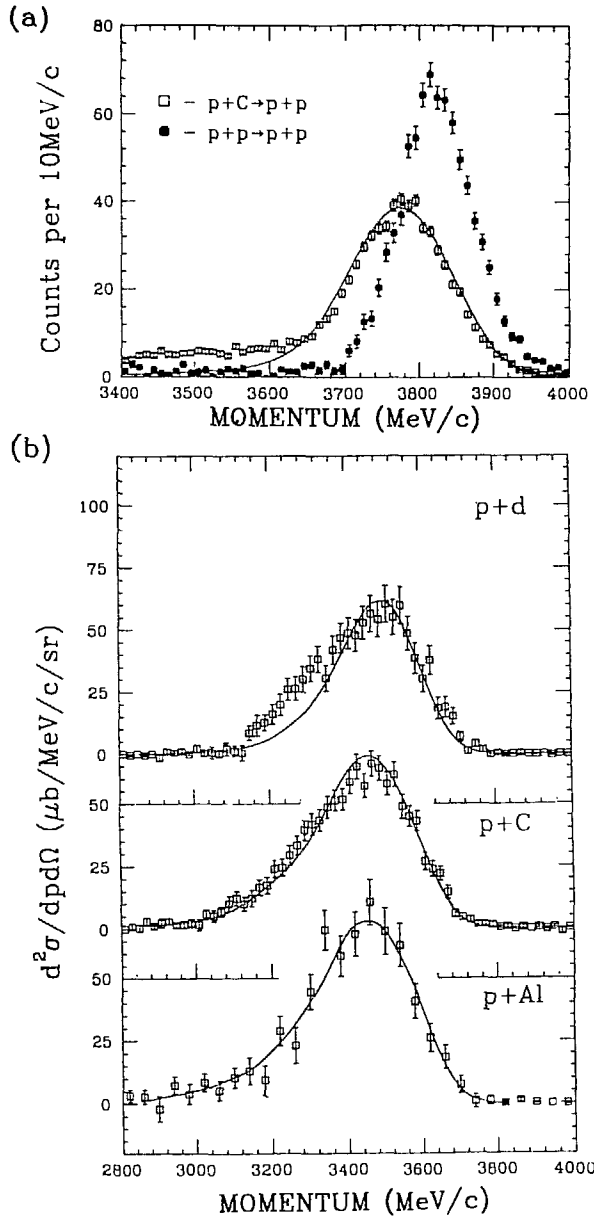 (a)
80
60
40
20
0
Counts per 10MeV/c
□ - p+C→p+p
■ - p+p→p+p
3400 3500 3600 3700 3800 3900 4000
MOMENTUM (MeV/c)
(b)
p+d
100
75
50
25
0
d²σ/dpdΩ (μb/MeV/c/sr)
p+C
50
25
0
p+Al
50
25
0
2800 3000 3200 3400 3600 3800 4000
MOMENTUM (MeV/c)